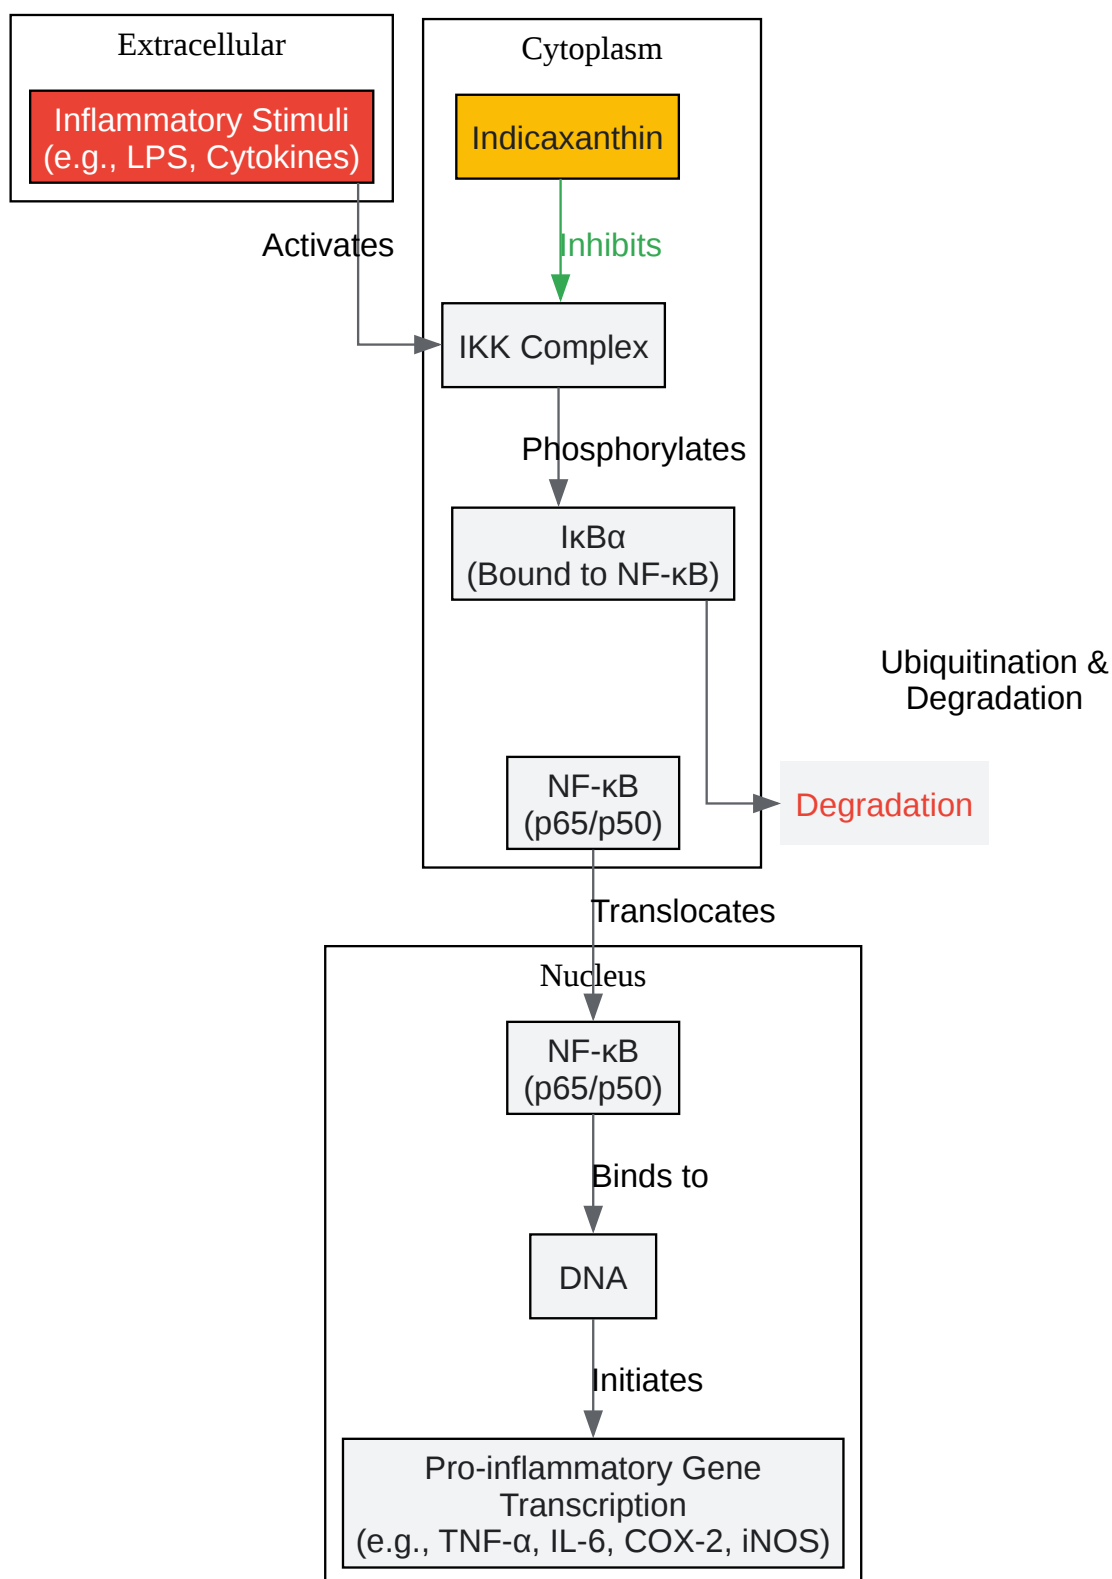 Extracellular
Inflammatory Stimuli
(e.g., LPS, Cytokines)
Cytoplasm
Indicaxanthin
Activates
Inhibits
IKK Complex
Phosphorylates
IκBα
(Bound to NF-κB)
Ubiquitination &
Degradation
NF-κB
(p65/p50)
Degradation
Translocates
Nucleus
NF-κB
(p65/p50)
Binds to
DNA
Initiates
Pro-inflammatory Gene
Transcription
(e.g., TNF-α, IL-6, COX-2, iNOS)